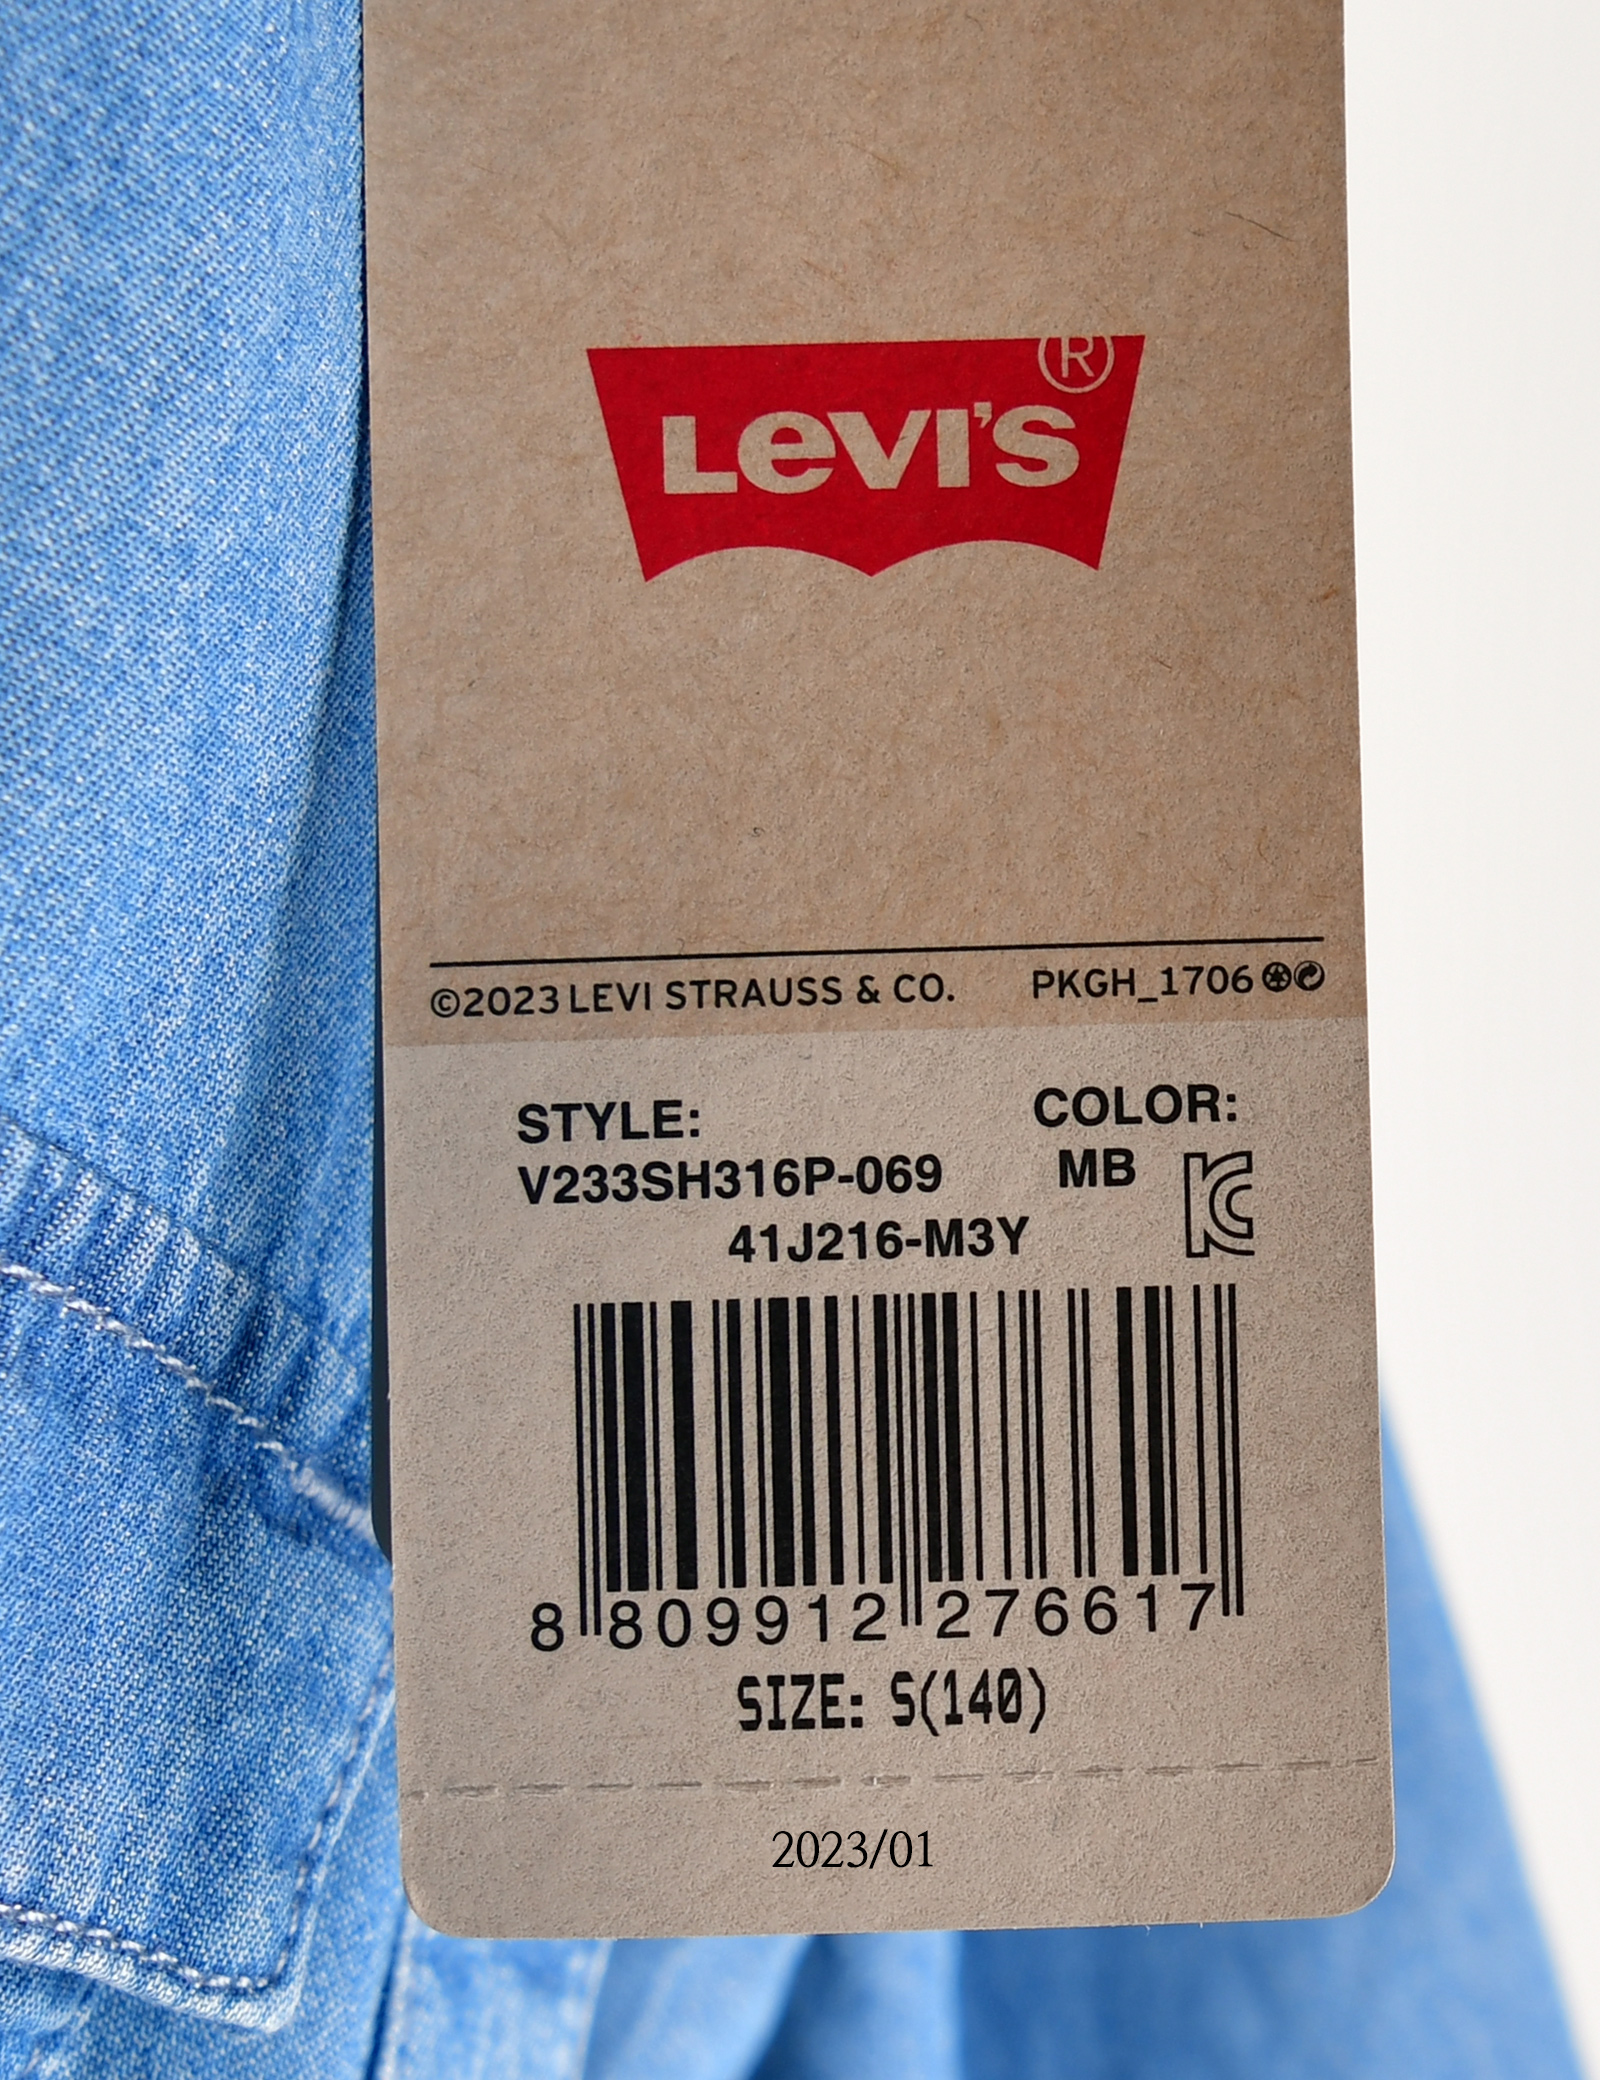 LEVI'S ®
©2023 LEVI STRAUSS & CO. PKGH_1706
STYLE: COLOR:
V233SH316P-069 MB
41J216-M3Y
8 809912 276617
SIZE: S(140)
2023/01